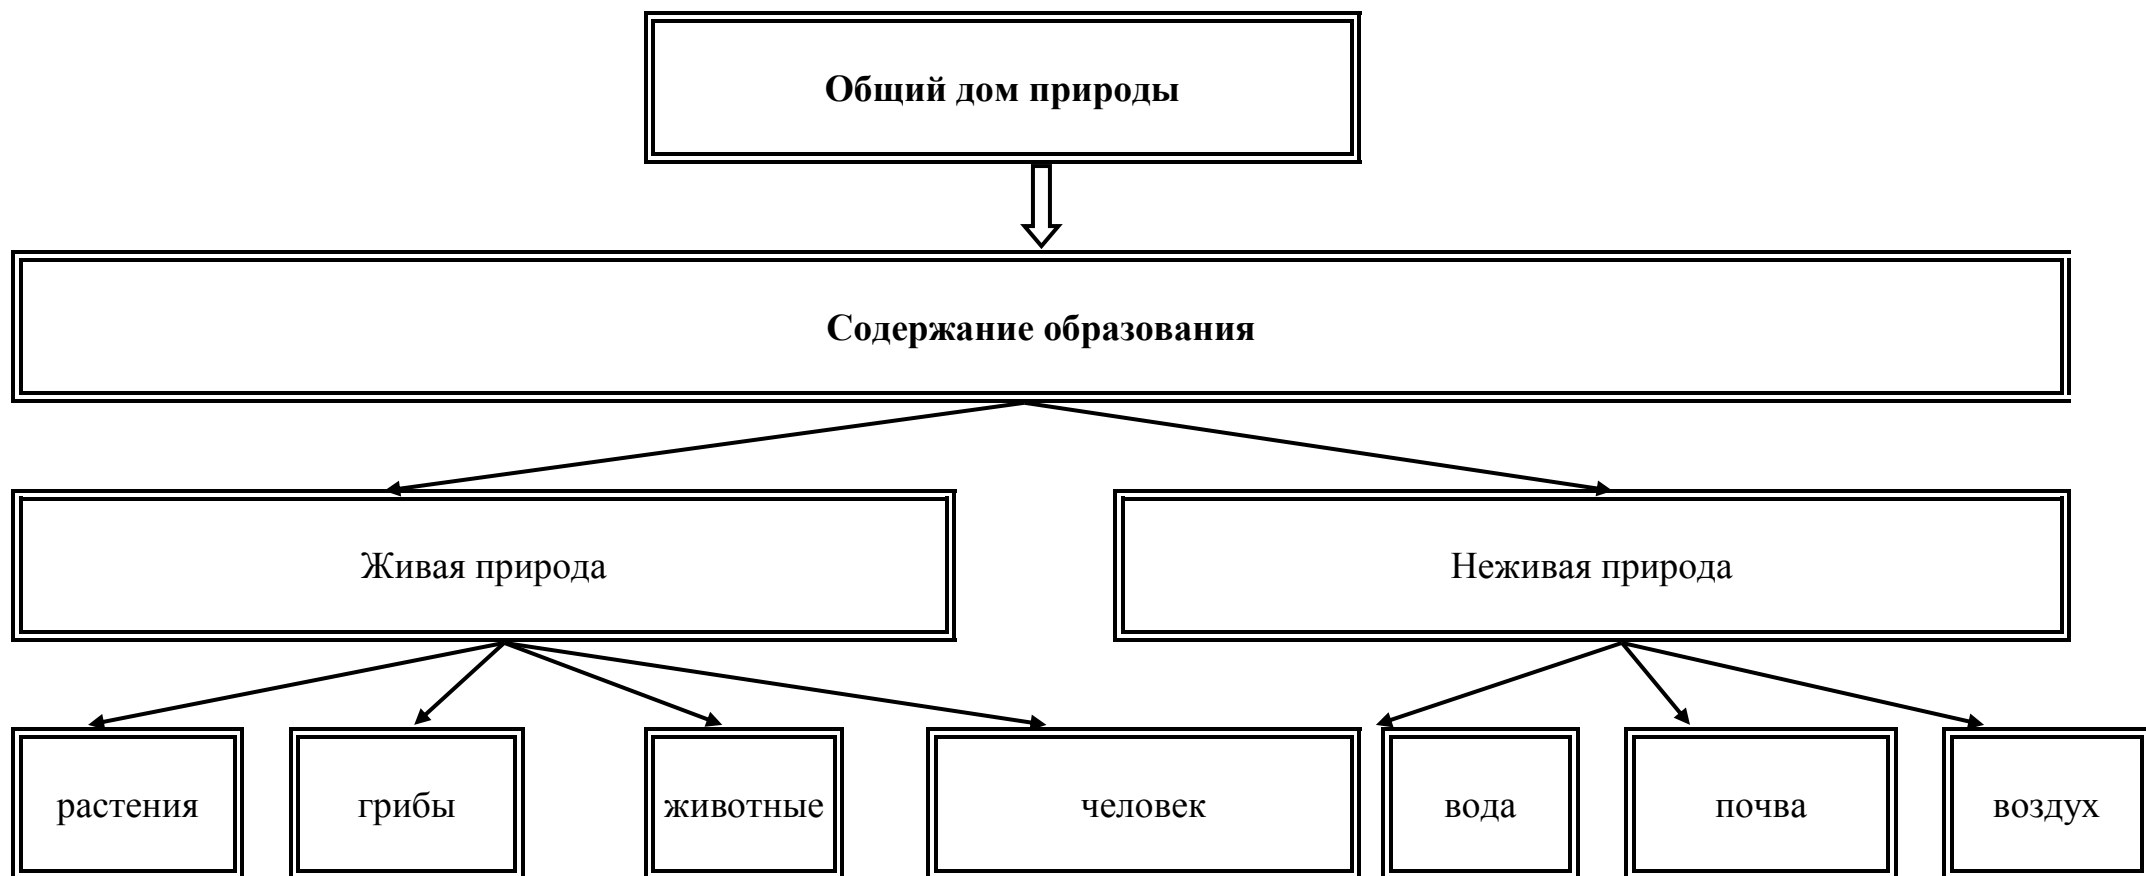 Общий дом природы
Содержание образования
Живая природа
Неживая природа
растения
грибы
животные
человек
вода
почва
воздух